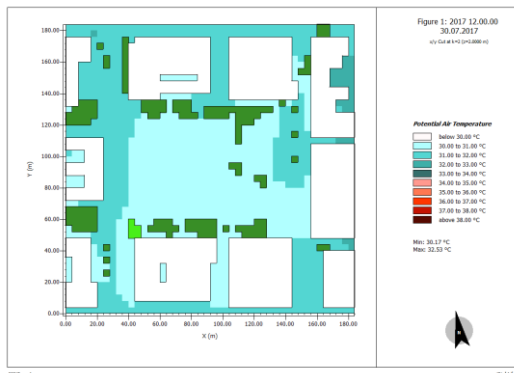 Figure 1: 2017 12.00.00
30.07.2017
x/y Cut at k=2 (z=3.0000 m)
180.00
160.00
140.00
120.00
100.00
80.00
60.00
40.00
20.00
0.00
Y (m)
0.00 20.00 40.00 60.00 80.00 100.00 120.00 140.00 160.00 180.00
X (m)
Potential Air Temperature
below 30.00 °C
30.00 to 31.00 °C
31.00 to 32.00 °C
32.00 to 33.00 °C
33.00 to 34.00 °C
34.00 to 35.00 °C
35.00 to 36.00 °C
36.00 to 37.00 °C
37.00 to 38.00 °C
above 38.00 °C
Min: 30.17 °C
Max: 32.53 °C
N